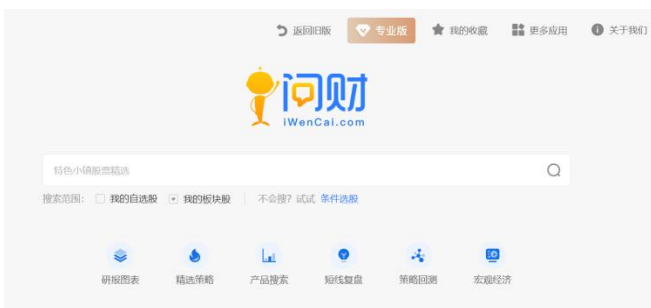 返回旧版 专业版 我的收藏 更多应用 关于我们
问财
iWenCai.com
特色小镇股票精选
搜索范围: 我的自选股 我的板块股 不会搜? 试试 条件选股
研报图表 精选策略 产品搜索 短线复盘 策略回测 宏观经济